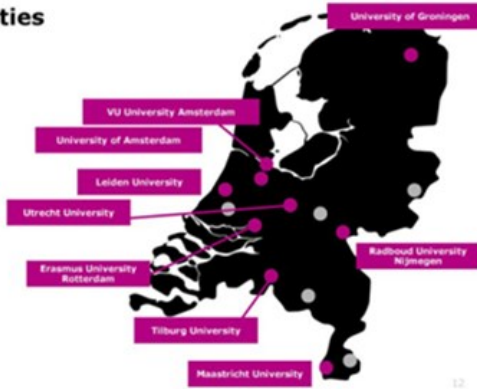 ties
University of Groningen
VU University Amsterdam
University of Amsterdam
Leiden University
Utrecht University
Radboud University
Nijmegen
Erasmus University
Rotterdam
Tilburg University
Maastricht University
12